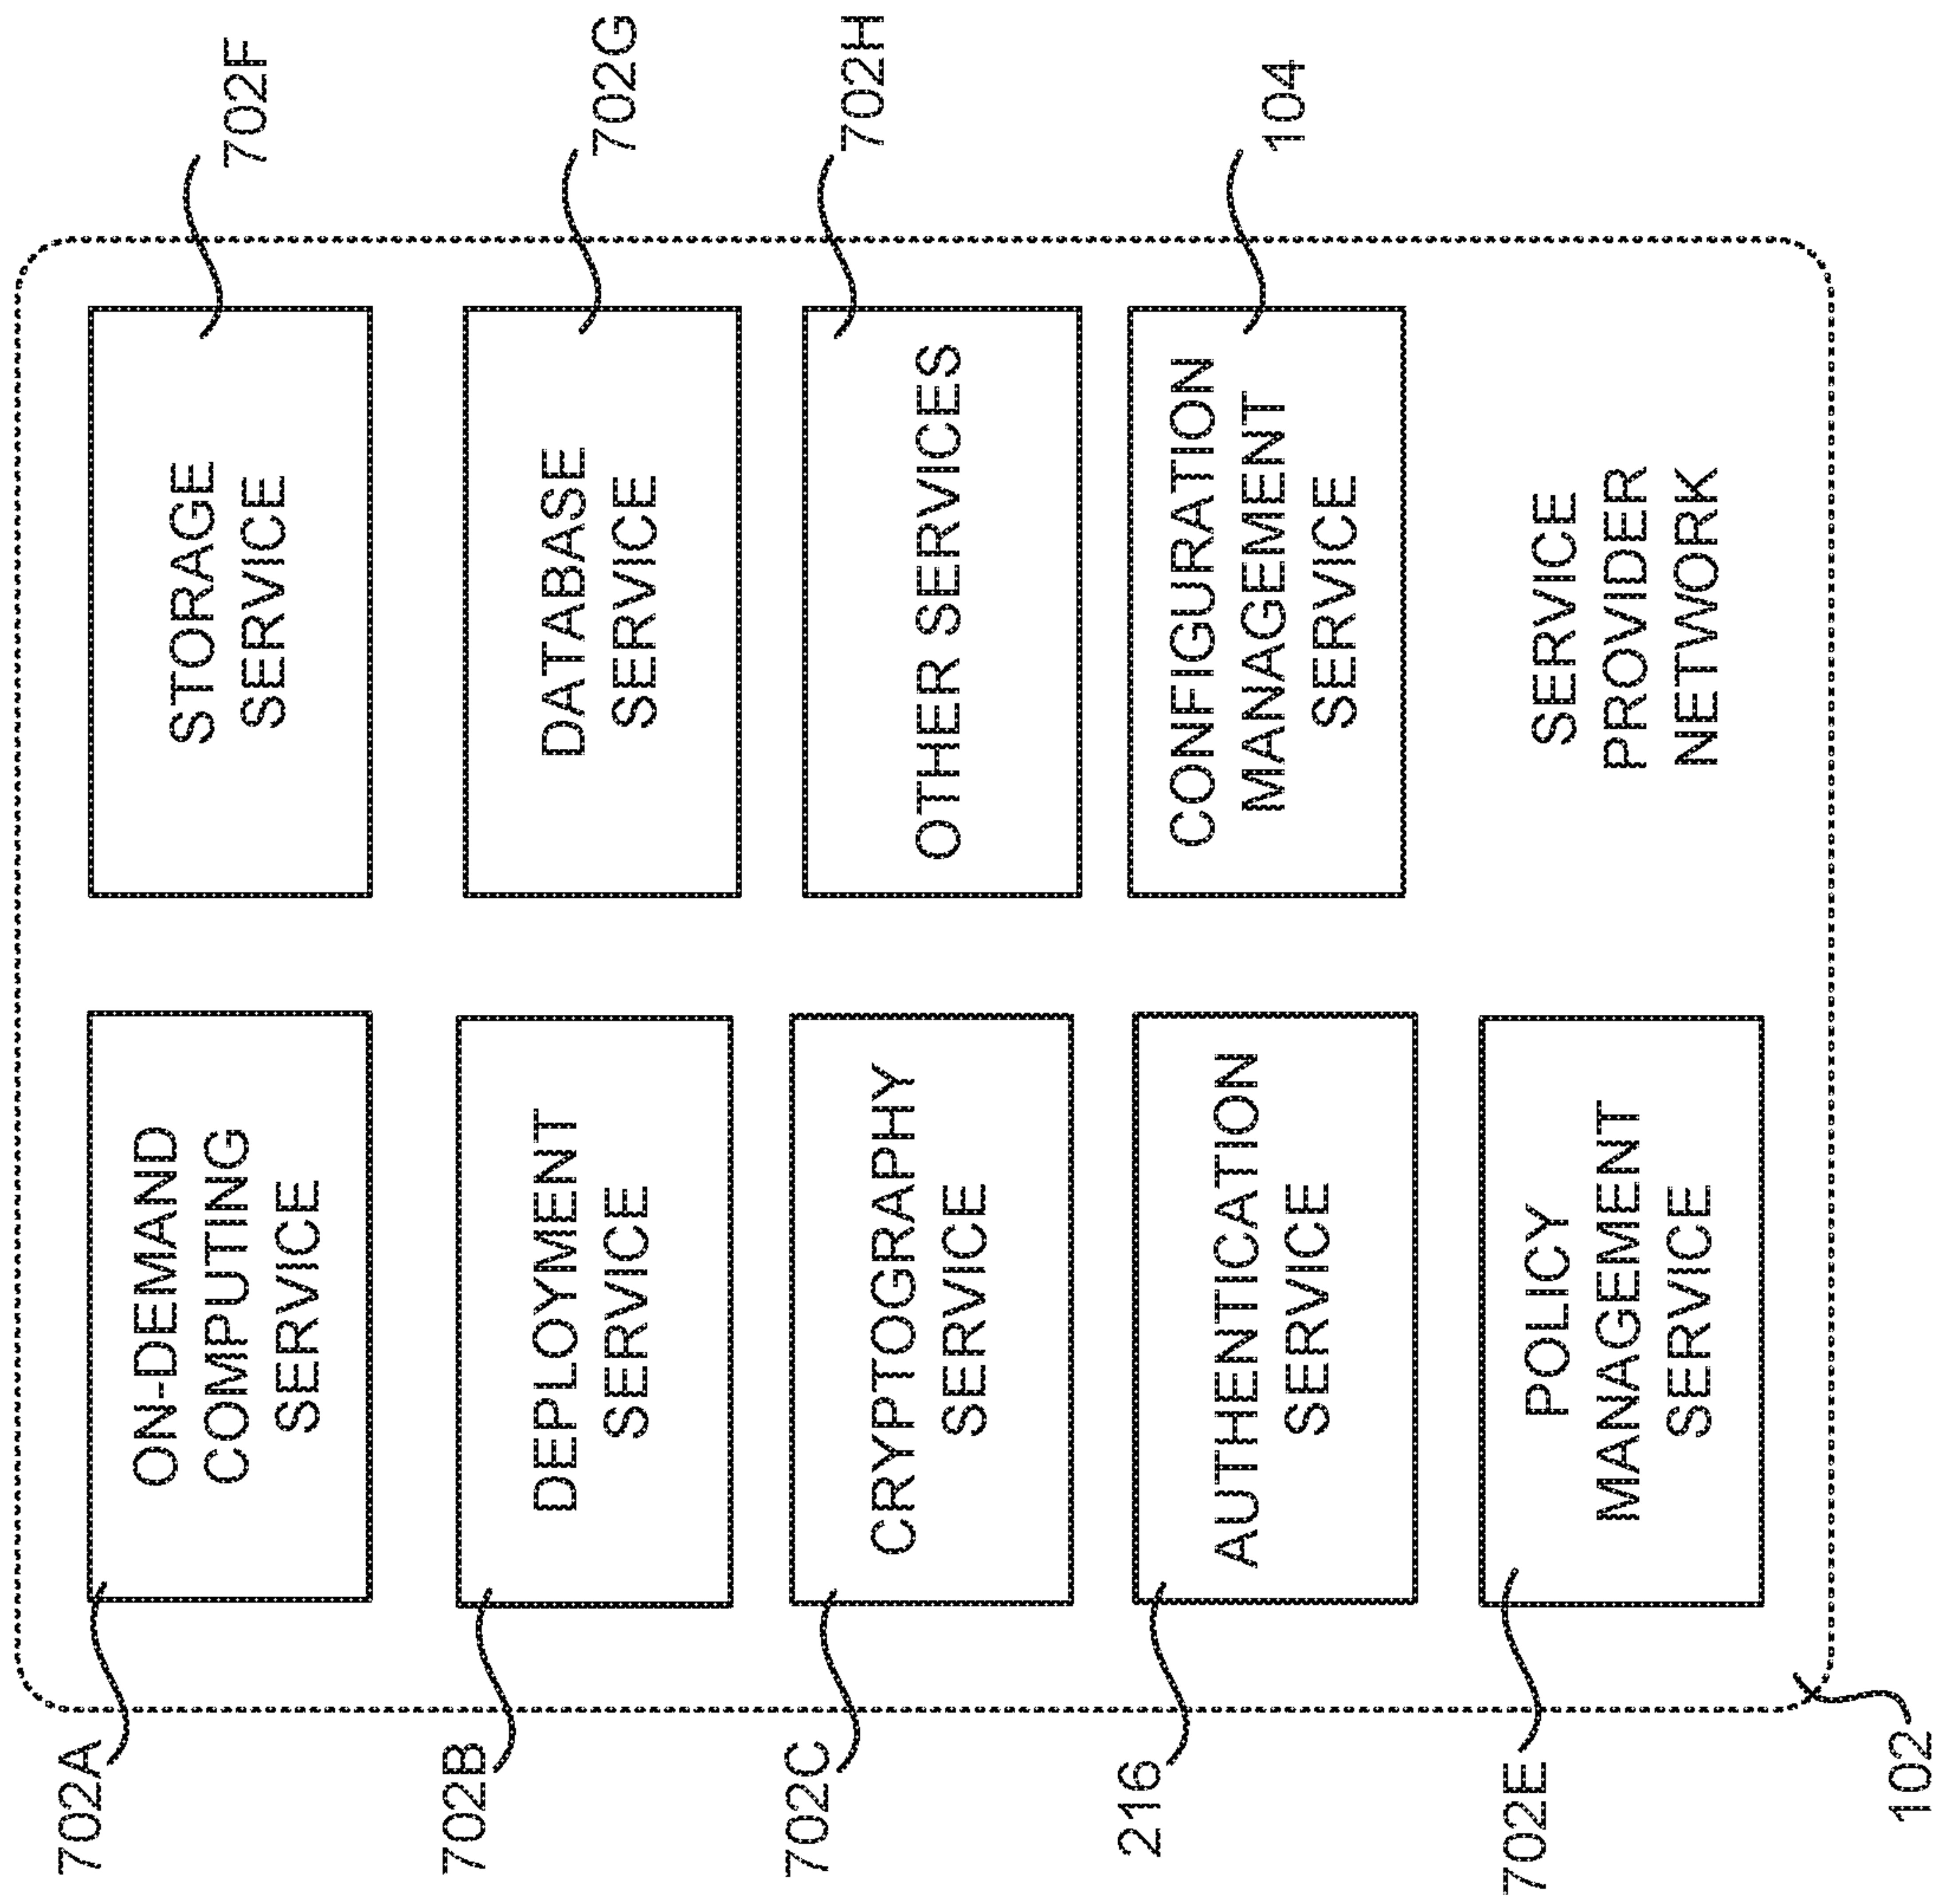 702A
ON-DEMAND
COMPUTING
SERVICE
702B
DEPLOYMENT
SERVICE
702C
CRYPTOGRAPHY
SERVICE
216
AUTHENTICATION
SERVICE
702E
POLICY
MANAGEMENT
SERVICE
702F
STORAGE
SERVICE
702G
DATABASE
SERVICE
702H
OTHER SERVICES
104
CONFIGURATION
MANAGEMENT
SERVICE
SERVICE
PROVIDER
NETWORK
102